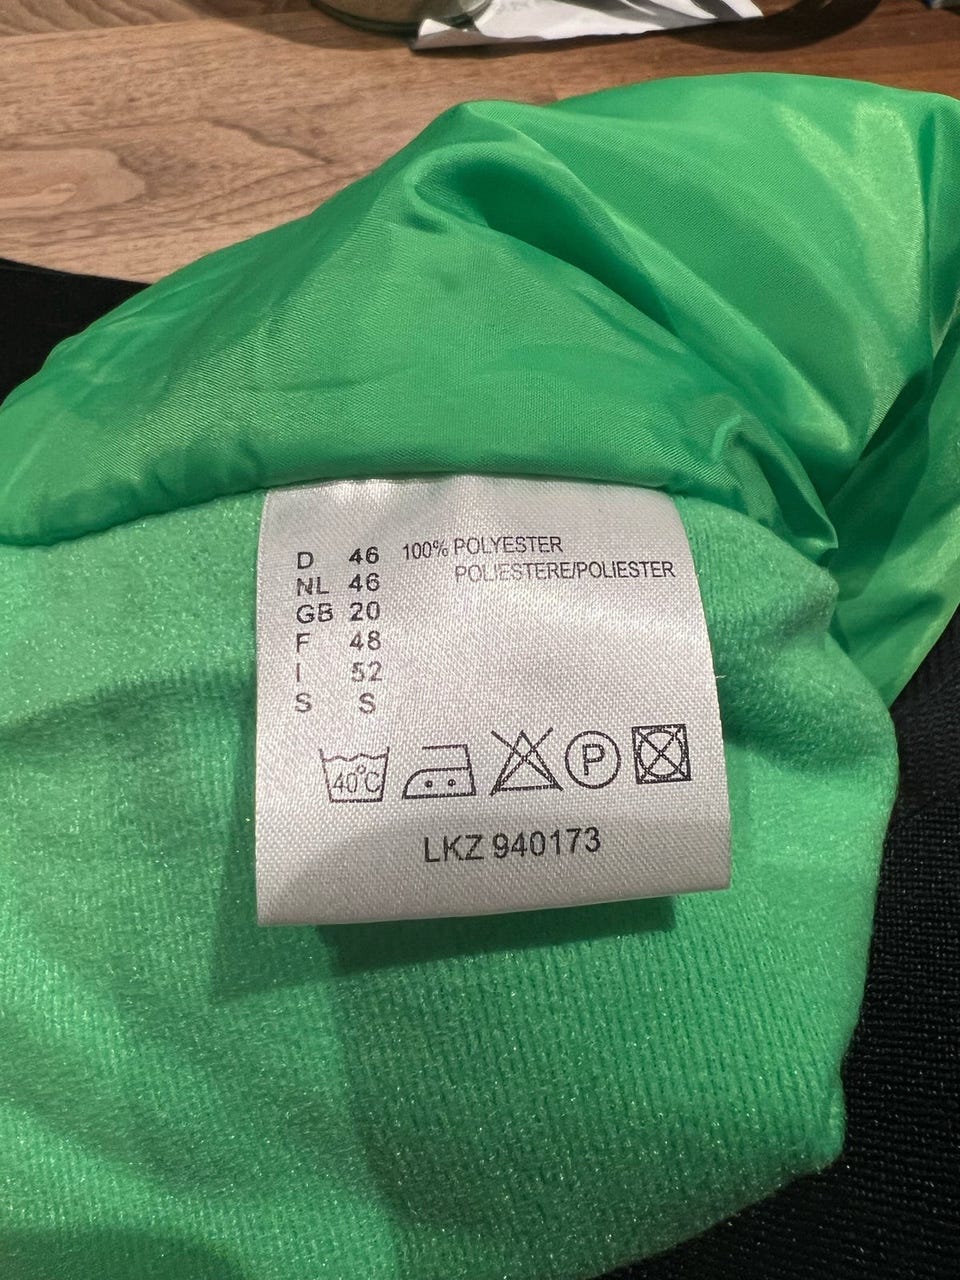 D 46 100% POLYESTER
NL 46 POLIESTERE/POLIESTER
GB 20
F 48
I 52
S S
40°C P
LKZ 940173